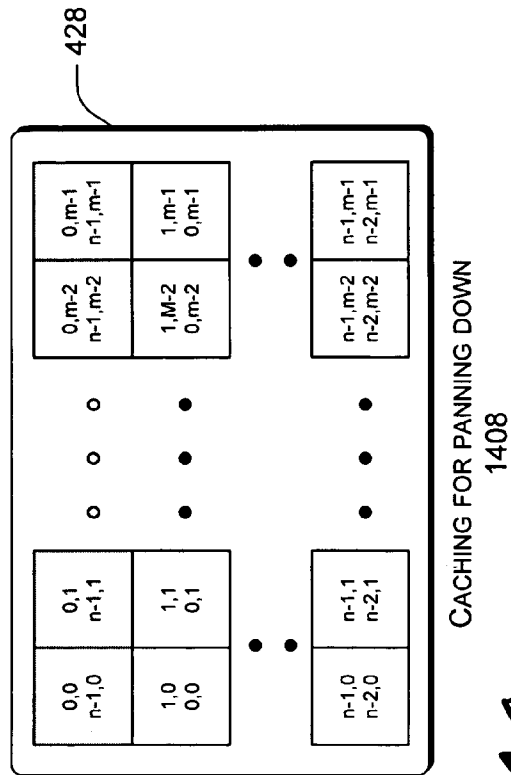 428
0,0 0,1 0,m-2 0,m-1
n-1,0 n-1,1 n-1,m-2 n-1,m-1
1,0 1,1 1,M-2 1,m-1
0,0 0,1 0,m-2 0,m-1
n-1,0 n-1,1 n-1,m-2 n-1,m-1
n-2,0 n-2,1 n-2,m-2 n-2,m-1
CACHING FOR PANNING DOWN
1408